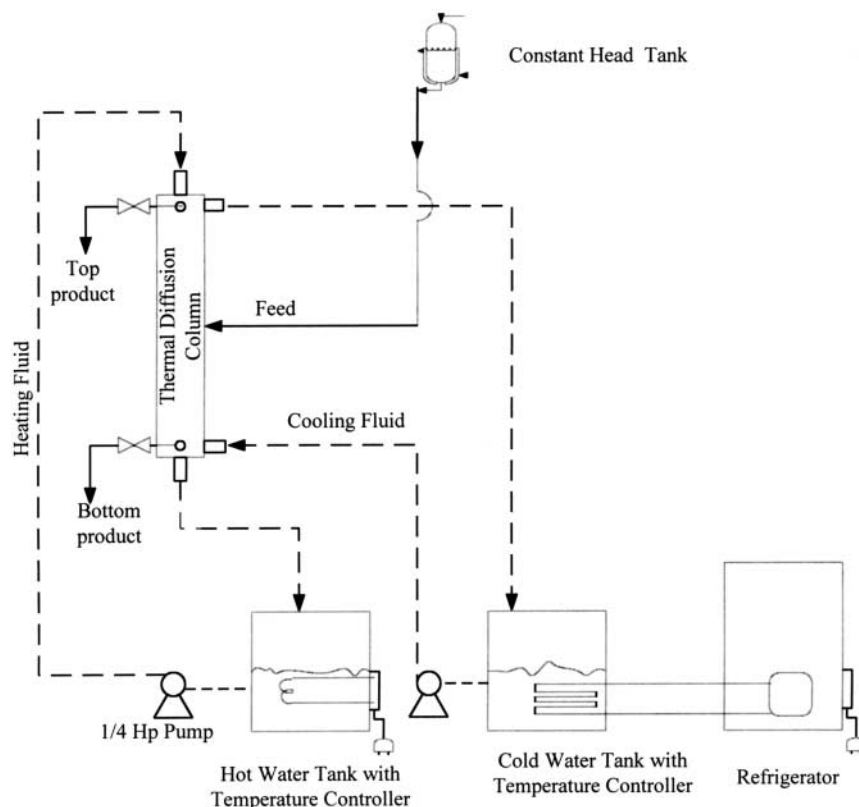 Constant Head Tank
Top
product
Thermal Diffusion
Column
Feed
Heating Fluid
Cooling Fluid
Bottom
product
1/4 Hp Pump
Hot Water Tank with
Temperature Controller
Cold Water Tank with
Temperature Controller
Refrigerator